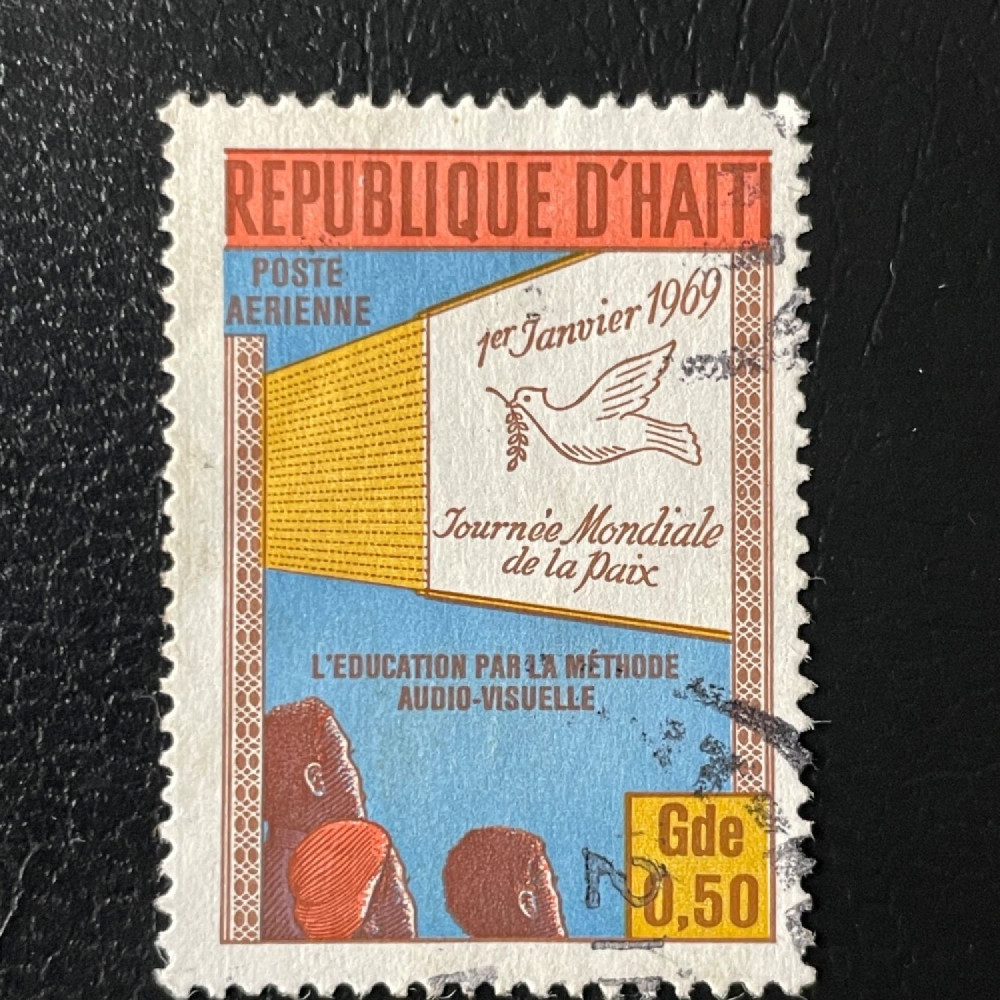 REPUBLIQUE D'HAITI
POSTE
AERIENNE
1er Janvier 1969
Journée Mondiale
de la Paix
L'EDUCATION PAR LA MÉTHODE
AUDIO-VISUELLE
Gde
0,50